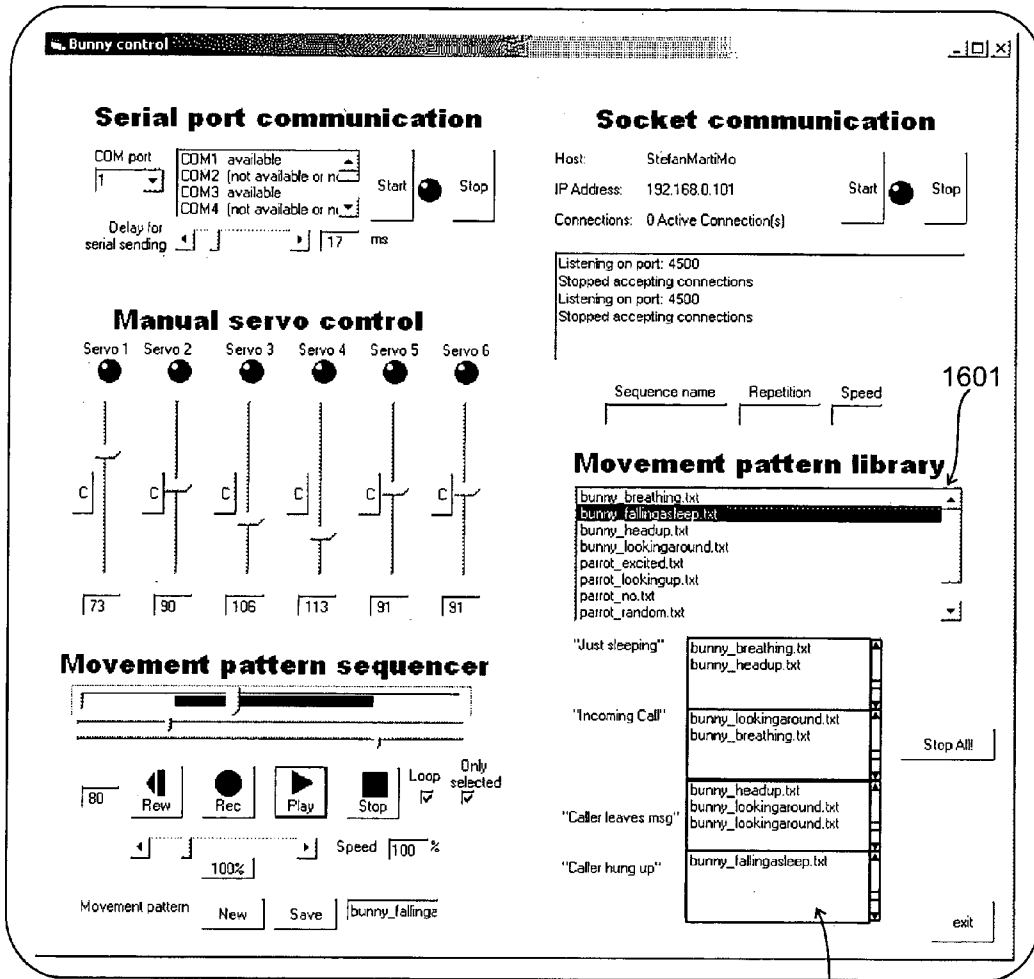 Bunny control
Serial port communication
COM port
1
COM1 available
COM2 (not available or
COM3 available
COM4 (not available or
Start
Stop
Delay for
serial sending
17
ms
Socket communication
Host: StefanMartiMo
IP Address: 192.168.0.101
Connections: 0 Active Connection(s)
Start
Stop
Listening on port: 4500
Stopped accepting connections
Listening on port: 4500
Stopped accepting connections
Manual servo control
Servo 1 Servo 2 Servo 3 Servo 4 Servo 5 Servo 6
C C C C C C
73 90 106 113 91 91
Sequence name Repetition Speed
1601
Movement pattern library
bunny_breathing.txt
bunny_fallingasleep.txt
bunny_headup.txt
bunny_lookingaround.txt
parrot_excited.txt
parrot_lookingup.txt
parrot_no.txt
parrot_random.txt
Movement pattern sequencer
80
Rew
Rec
Play
Stop
Loop
Only
selected
100%
Speed 100 %
Movement pattern
New
Save
bunny_fallinga
"Just sleeping"
bunny_breathing.txt
bunny_headup.txt
"Incoming Call"
bunny_lookingaround.txt
bunny_breathing.txt
Stop All!
"Caller leaves msg"
bunny_headup.txt
bunny_lookingaround.txt
bunny_lookingaround.txt
"Caller hung up"
bunny_fallingasleep.txt
exit